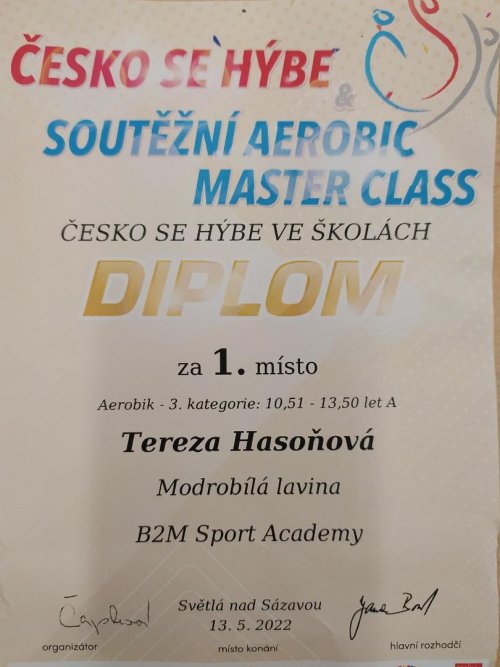 ČESKO SE HÝBE
&
SOUTĚŽNÍ AEROBIC
MASTER CLASS
ČESKO SE HÝBE VE ŠKOLÁCH
DIPLOM
za 1. místo
Aerobik - 3. kategorie: 10,51 - 13,50 let A
Tereza Hasoňová
Modrobílá lavina
B2M Sport Academy
Světlá nad Sázavou
13. 5. 2022
organizátor
místo konání
hlavní rozhodčí